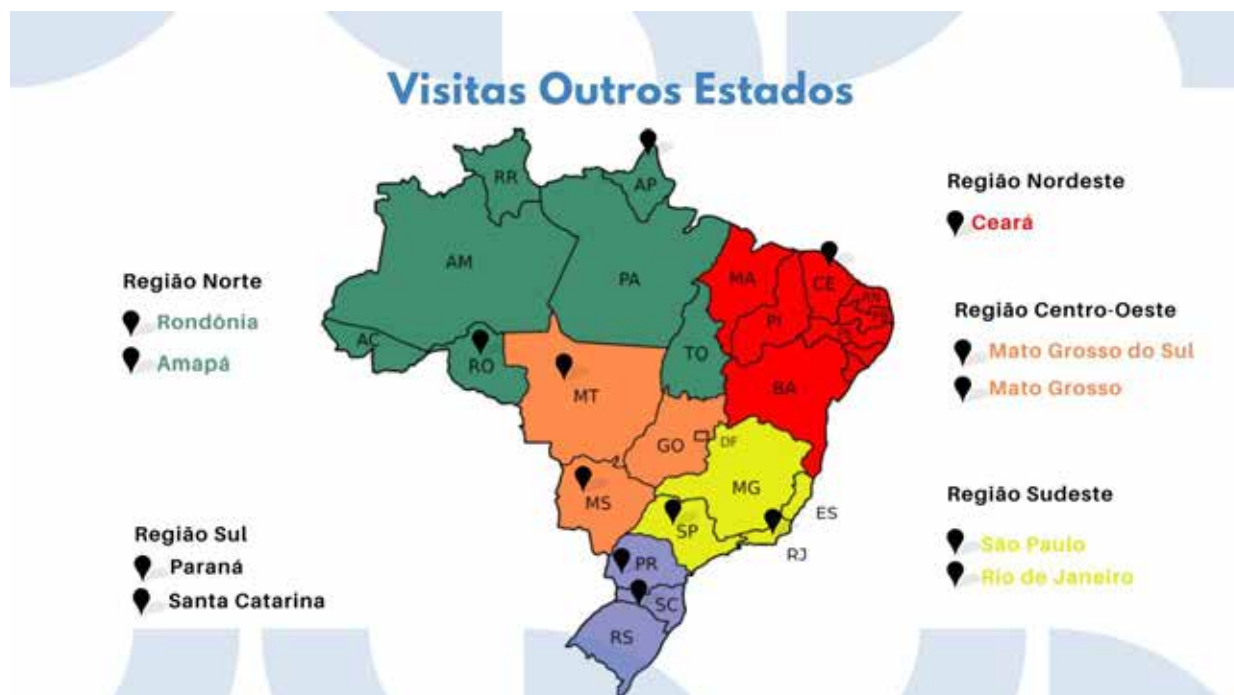 Visitas Outros Estados
Região Norte
Rondônia
Amapá
Região Sul
Paraná
Santa Catarina
RR
AP
AM
PA
MA
CE
RN
PB
PI
AC
RO
TO
BA
MT
GO
DF
MS
MG
ES
SP
RJ
PR
SC
RS
Região Nordeste
Ceará
Região Centro-Oeste
Mato Grosso do Sul
Mato Grosso
Região Sudeste
São Paulo
Rio de Janeiro